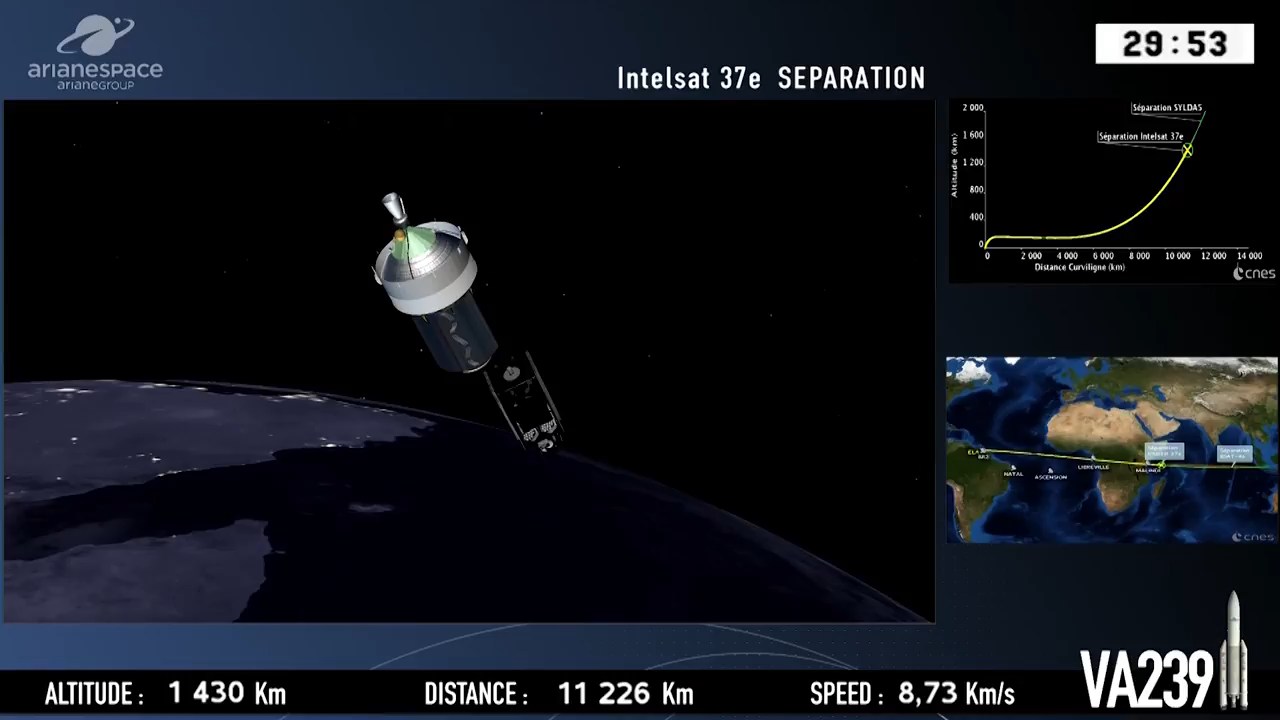 arianespace
arianeGROUP
Intelsat 37e SEPARATION
29:53
Séparation SYLDA5
Séparation Intelsat 37e
Altitude (km)
2 000
1 600
1 200
800
400
0
0 2 000 4 000 6 000 8 000 10 000 12 000 14 000
Distance Curviligne (km)
cnes
NATAL
ASCENSION
LIBREVILLE
MALINDI
cnes
VA239
ALTITUDE : 1 430 Km
DISTANCE : 11 226 Km
SPEED : 8,73 Km/s